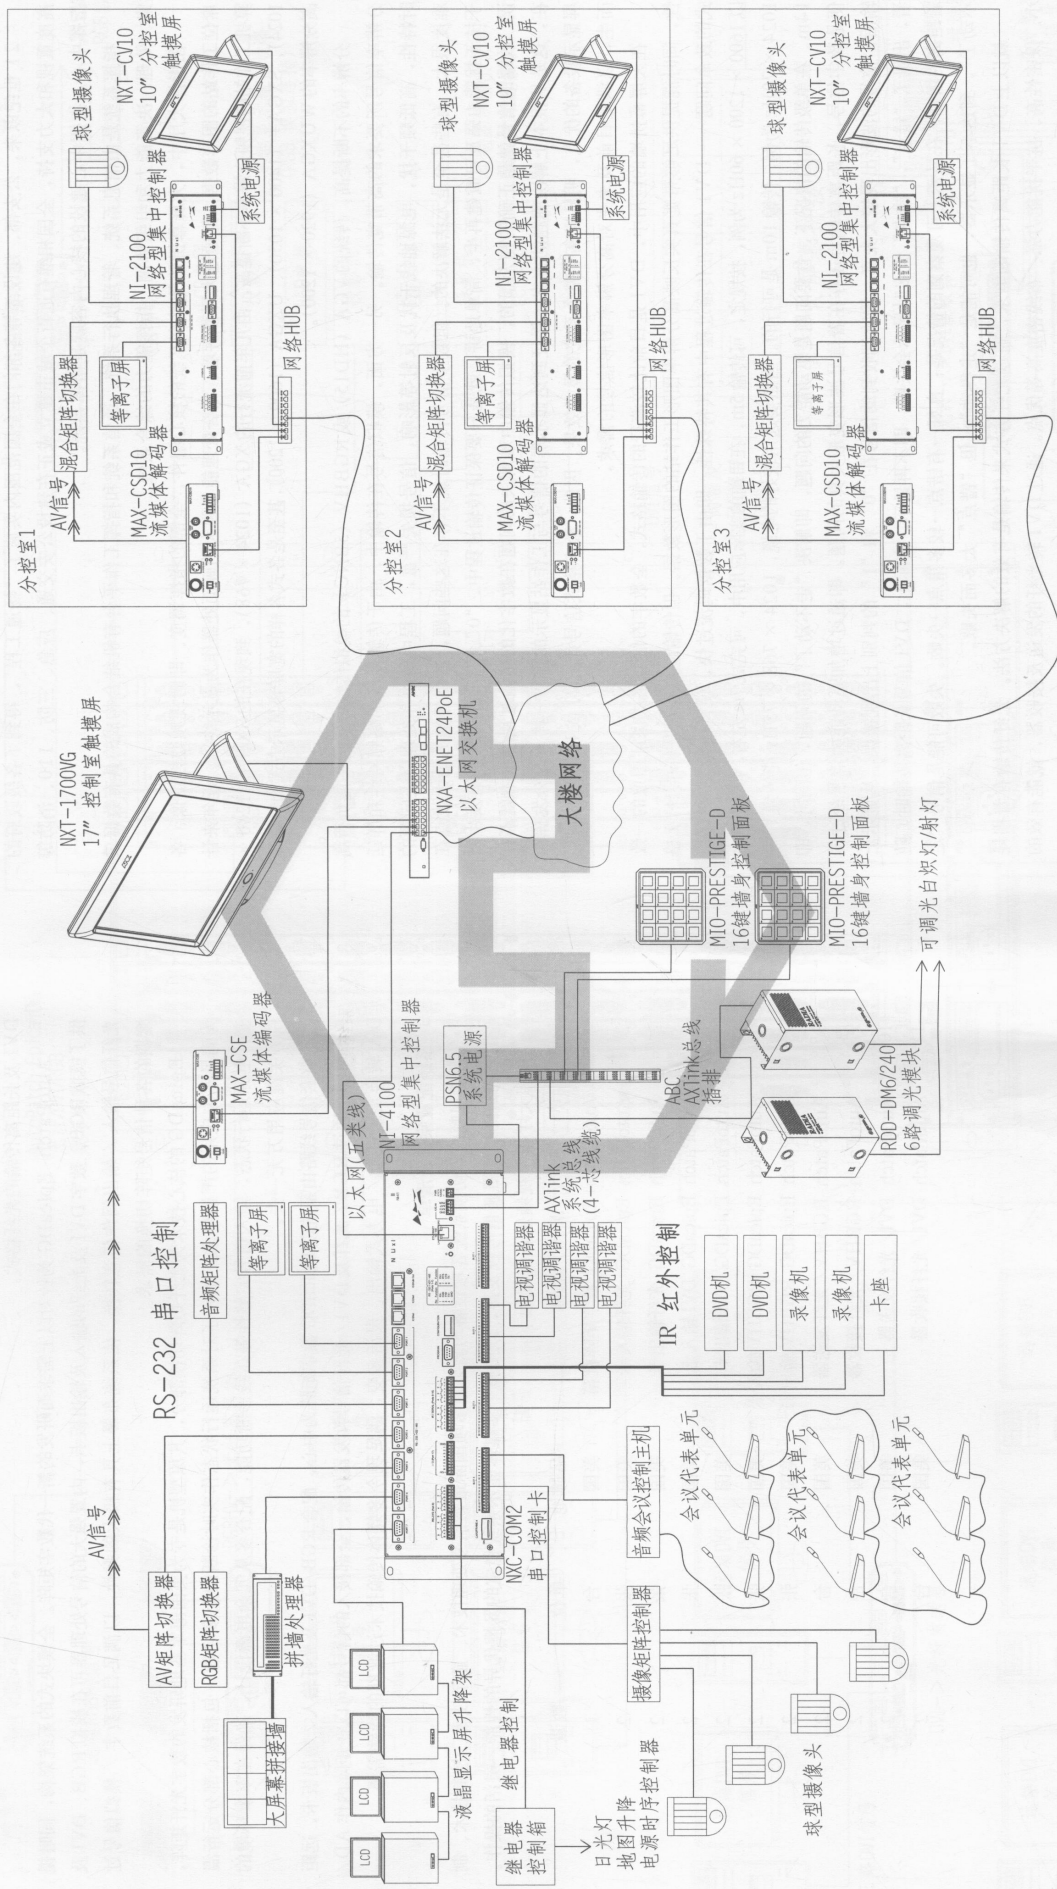 分控室1
AV信号
混合矩阵切换器
等离子屏
MAX-CSD10
流媒体解码器
球型摄像头
NXT-CV10
10″ 分控室
触摸屏
NI-2100
网络型集中控制器
系统电源
网络HUB
分控室2
AV信号
混合矩阵切换器
等离子屏
MAX-CSD10
流媒体解码器
球型摄像头
NXT-CV10
10″ 分控室
触摸屏
NI-2100
网络型集中控制器
系统电源
网络HUB
分控室3
AV信号
混合矩阵切换器
等离子屏
MAX-CSD10
流媒体解码器
球型摄像头
NXT-CV10
10″ 分控室
触摸屏
NI-2100
网络型集中控制器
系统电源
网络HUB
NXT-1700VG
17″ 控制室触摸屏
NXA-ENET24PoE
以太网交换机
大楼网络
MAX-CSE
流媒体编码器
以太网(五类线)
NI-4100
网络型集中控制器
PSN6.5
系统电源
ABC
AXlink总线
插排
AXlink
系统总线
(4-芯线缆)
MIO-PRESTIGE-D
16键墙身控制面板
MIO-PRESTIGE-D
16键墙身控制面板
RDD-DM6/240
6路调光模块
可调光白炽灯/射灯
AV信号
RS-232 串口控制
音频矩阵处理器
等离子屏
等离子屏
AV矩阵切换器
RGB矩阵切换器
拼墙处理器
大屏幕拼接墙
LCD
LCD
LCD
LCD
液晶显示屏升降架
NXC-COM2
串口控制卡
电视调谐器
电视调谐器
电视调谐器
电视调谐器
IR 红外控制
DVD机
DVD机
录像机
录像机
卡座
继电器控制
继电器
控制箱
日光灯
地图升降
电源时序控制器
音频会议控制主机
会议代表单元
会议代表单元
会议代表单元
摄像矩阵控制器
球型摄像头